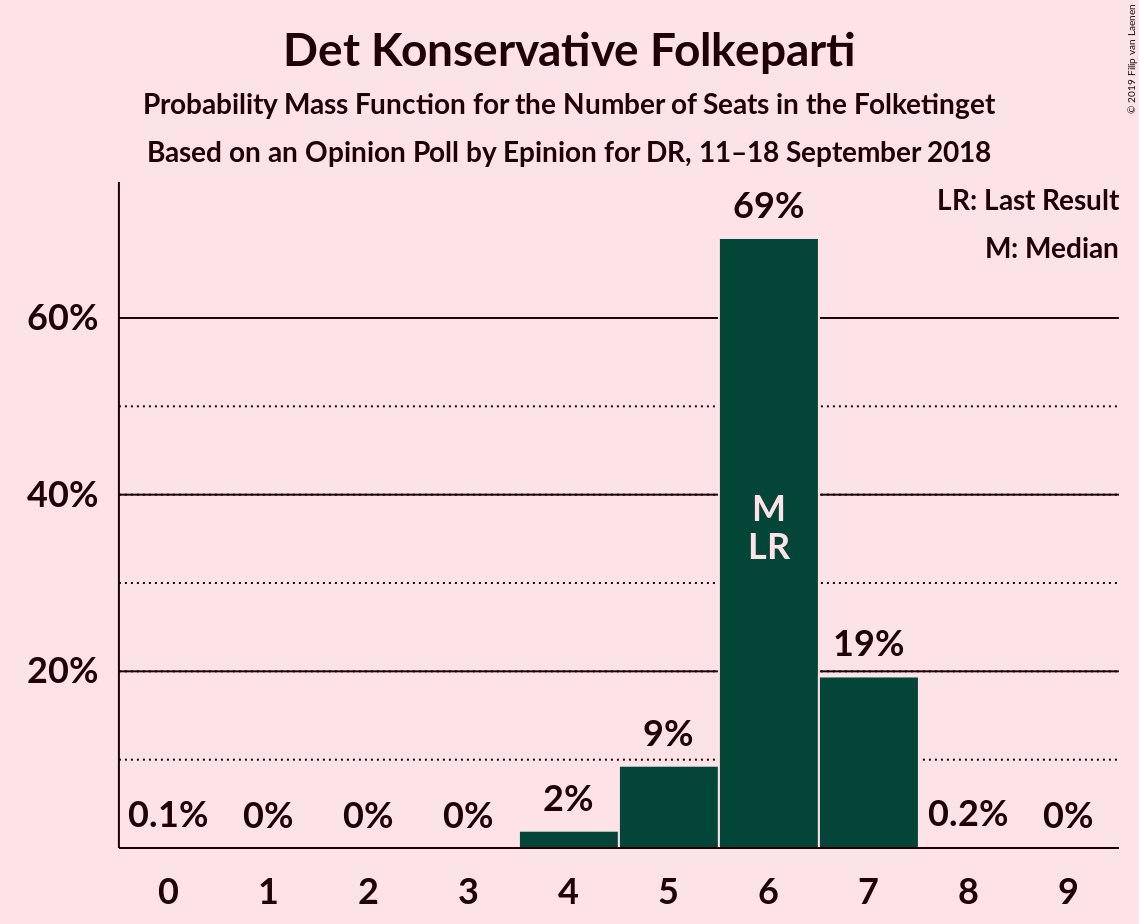 Det Konservative Folkeparti
Probability Mass Function for the Number of Seats in the Folketinget
Based on an Opinion Poll by Epinion for DR, 11–18 September 2018
© 2019 Filip van Laenen
LR: Last Result
M: Median
69%
60%
40%
M
LR
20%
19%
9%
2%
0.1%
0%
0%
0%
0.2%
0%
0
1
2
3
4
5
6
7
8
9